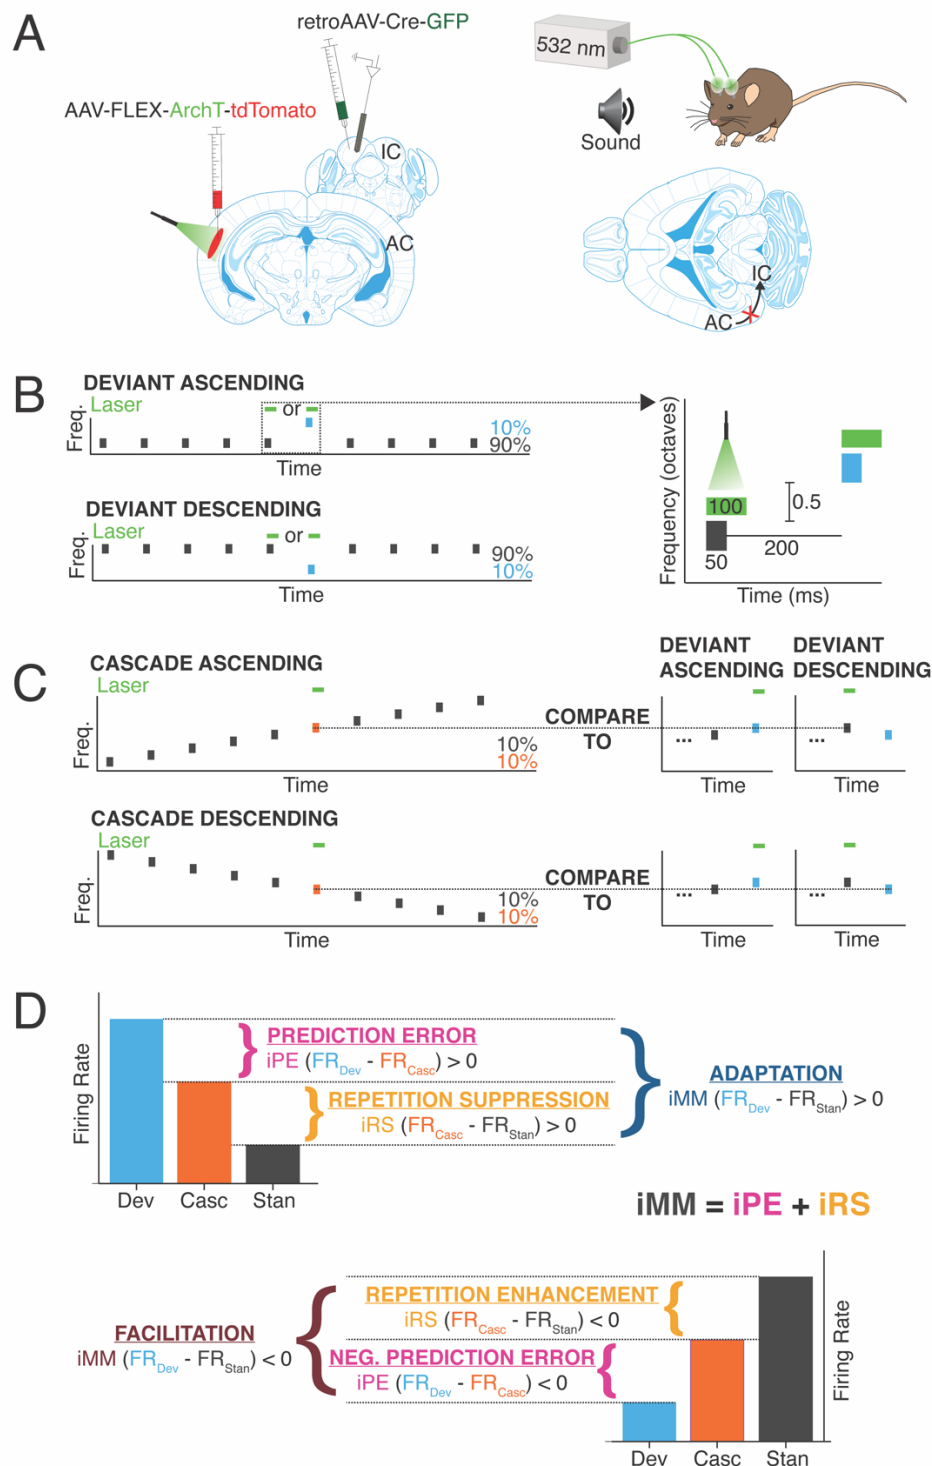 A
retroAAV-Cre-GFP
AAV-FLEX-ArchT-tdTomato
IC
AC
532 nm
Sound
IC
AC
B
DEVIANT ASCENDING
Laser
or
Freq.
10%
90%
Time
DEVIANT DESCENDING
Laser
or
Freq.
90%
10%
Time
Frequency (octaves)
100
0.5
200
50
Time (ms)
C
CASCADE ASCENDING
Laser
Freq.
10%
10%
Time
COMPARE
TO
DEVIANT
ASCENDING
...
Time
DEVIANT
DESCENDING
...
Time
CASCADE DESCENDING
Laser
Freq.
10%
10%
Time
COMPARE
TO
...
Time
...
Time
D
Firing Rate
PREDICTION ERROR
iPE (FRDev - FRCasc) > 0
REPETITION SUPPRESSION
iRS (FRCasc - FRStan) > 0
ADAPTATION
iMM (FRDev - FRStan) > 0
Dev Casc Stan
iMM = iPE + iRS
REPETITION ENHANCEMENT
iRS (FRCasc - FRStan) < 0
FACILITATION
iMM (FRDev - FRStan) < 0
NEG. PREDICTION ERROR
iPE (FRDev - FRCasc) < 0
Firing Rate
Dev Casc Stan